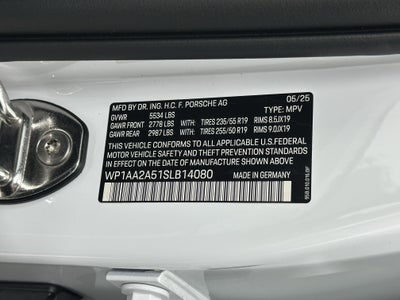 MFD BY DR. ING. H.C. F. PORSCHE AG 05/25
GVWR 5534 LBS TYPE: MPV
GAWR FRONT 2778 LBS WITH TIRES 235/55 R19 RIMS 8.5JX19
GAWR REAR 2987 LBS WITH TIRES 255/50 R19 RIMS 9.0JX19
THIS VEHICLE CONFORMS TO ALL APPLICABLE U.S.FEDERAL
MOTOR VEHICLE SAFETY, BUMPER AND THEFT PREVENTION
STANDARDS IN EFFECT ON THE DATE OF MANUFACTURE
SHOWN ABOVE.
WP1AA2A51SLB14080 MADE IN GERMANY